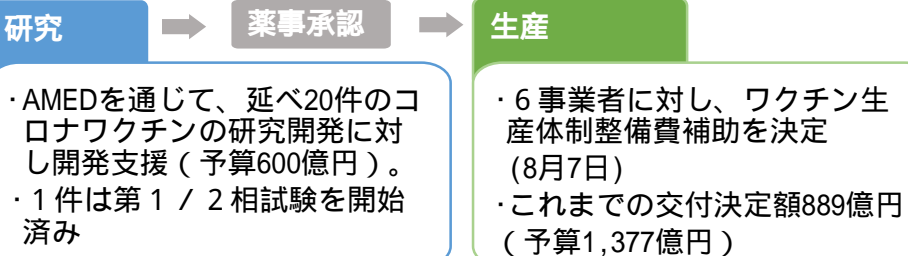 研究
薬事承認
生産
･AMEDを通じて、延べ20件のコ
ロナワクチンの研究開発に対
し開発支援（予算600億円）。
･１件は第１／２相試験を開始
済み
･６事業者に対し、ワクチン生
産体制整備費補助を決定
(8月7日)
･これまでの交付決定額889億円
（予算1,377億円）